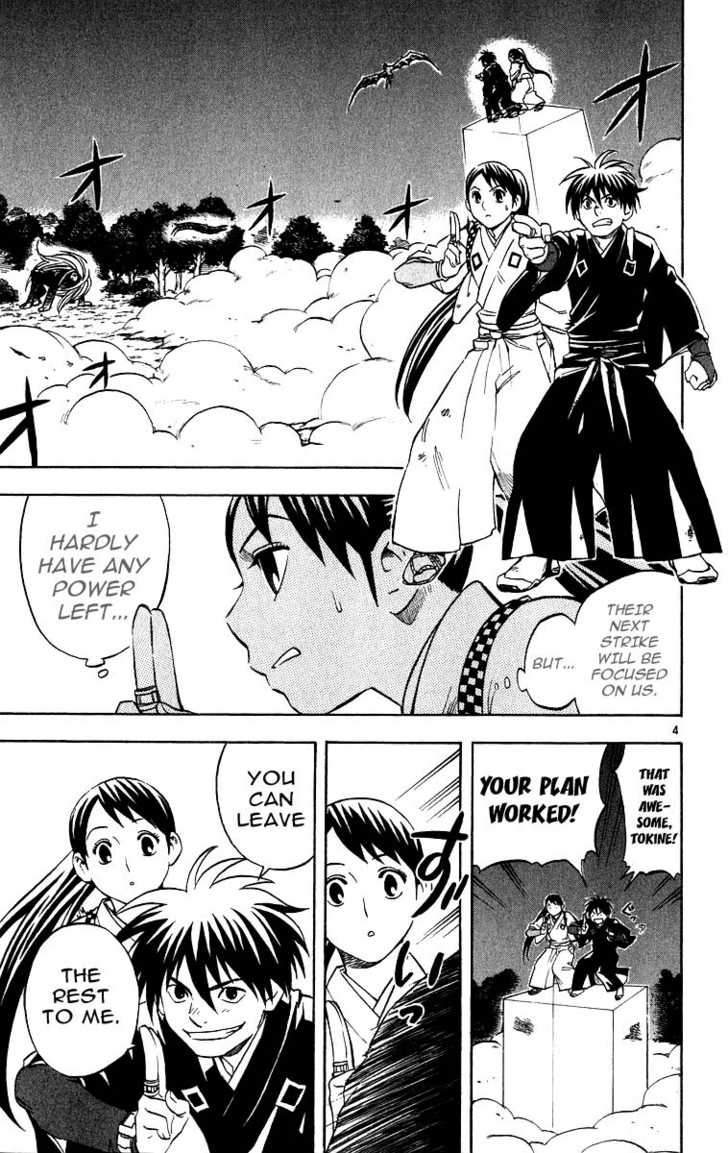 I
HARDLY
HAVE ANY
POWER
LEFT...
BUT...
THEIR
NEXT
STRIKE
WILL BE
FOCUSED
ON US.
4
THAT
WAS
AWE-
SOME,
TOKINE!
YOUR PLAN
WORKED!
YOU
CAN
LEAVE
THE
REST
TO ME.